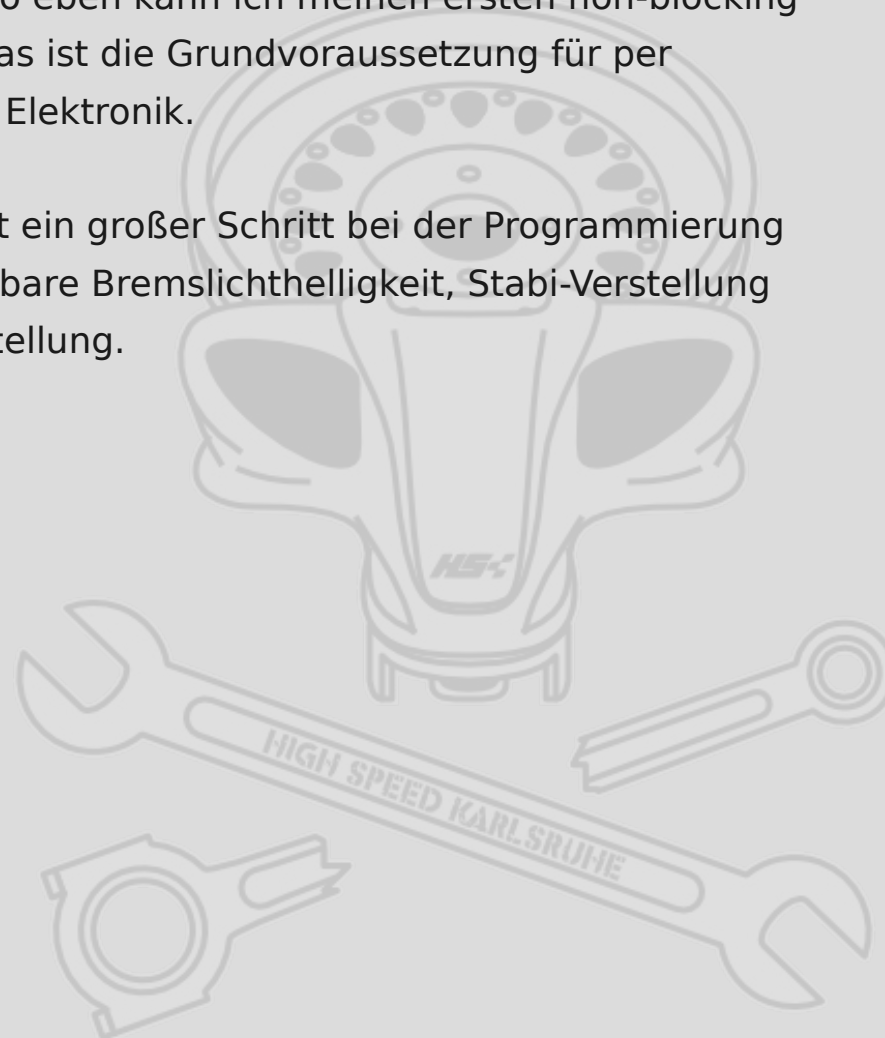 o eben kann ich meinen ersten non-blocking
as ist die Grundvoraussetzung für per
Elektronik.
t ein großer Schritt bei der Programmierung
bare Bremslichthelligkeit, Stabi-Verstellung
tellung.
HS
HIGH SPEED KARLSRUHE